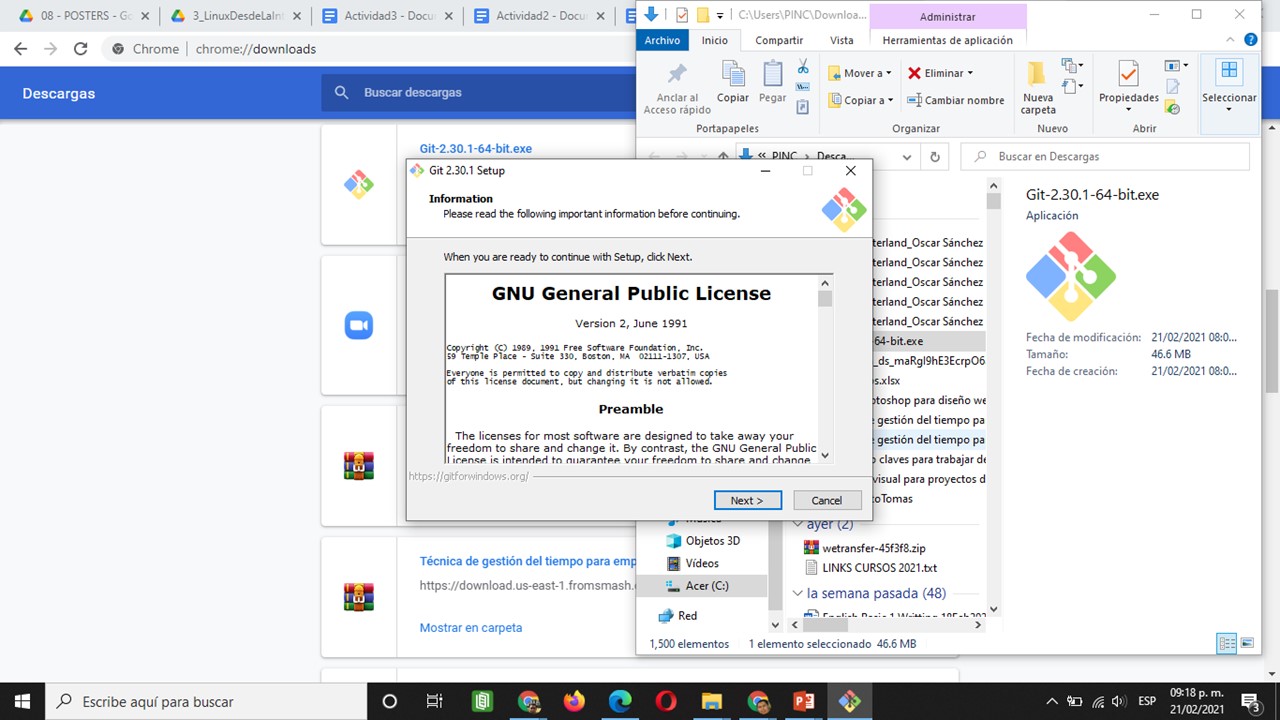 08 - POSTERS - Go
3_LinuxDesdeLaInt
Actividad3 - Docu
Actividad2 - Docu
Chrome | chrome://downloads
Descargas
Buscar descargas
Git-2.30.1-64-bit.exe
Técnica de gestión del tiempo para emp
https://download.us-east-1.fromsmash.
Mostrar en carpeta
C:\Users\PINC\Downloa...
Administrar
Archivo
Inicio
Compartir
Vista
Herramientas de aplicación
Anclar al
Acceso rápido
Copiar
Pegar
Mover a
Copiar a
Eliminar
Cambiar nombre
Nueva
carpeta
Propiedades
Seleccionar
Portapapeles
Organizar
Nuevo
Abrir
« PINC › Desca...
Buscar en Descargas
terland_Oscar Sánchez
terland_Oscar Sánchez
terland_Oscar Sánchez
terland_Oscar Sánchez
terland_Oscar Sánchez
-64-bit.exe
_ds_maRgI9hE3EcrpO6
os.xlsx
otoshop para diseño we
e gestión del tiempo pa
e gestión del tiempo pa
o claves para trabajar de
visual para proyectos d
coTomas
ayer (2)
wetransfer-45f3f8.zip
LINKS CURSOS 2021.txt
la semana pasada (48)
English Basic 1 Writting 18Feb202
Música
Objetos 3D
Vídeos
Acer (C:)
Red
1,500 elementos
1 elemento seleccionado 46.6 MB
Git-2.30.1-64-bit.exe
Aplicación
Fecha de modificación: 21/02/2021 08:0...
Tamaño: 46.6 MB
Fecha de creación: 21/02/2021 08:0...
Git 2.30.1 Setup
Information
Please read the following important information before continuing.
When you are ready to continue with Setup, click Next.
GNU General Public License
Version 2, June 1991
Copyright (C) 1989, 1991 Free Software Foundation, Inc.
59 Temple Place - Suite 330, Boston, MA 02111-1307, USA
Everyone is permitted to copy and distribute verbatim copies
of this license document, but changing it is not allowed.
Preamble
The licenses for most software are designed to take away your
freedom to share and change it. By contrast, the GNU General Public
License is intended to guarantee your freedom to share and change
https://gitforwindows.org/
Next >
Cancel
Escribe aquí para buscar
ESP
09:18 p. m.
21/02/2021
3